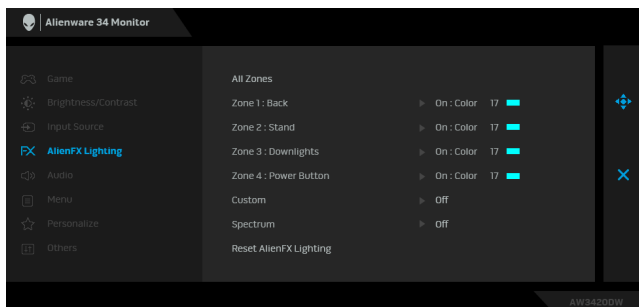 Alienware 34 Monitor
Game
Brightness/Contrast
Input Source
AlienFX Lighting
Audio
Menu
Personalize
Others
All Zones
Zone 1 : Back On : Color 17
Zone 2 : Stand On : Color 17
Zone 3 : Downlights On : Color 17
Zone 4 : Power Button On : Color 17
Custom Off
Spectrum Off
Reset AlienFX Lighting
AW3420DW